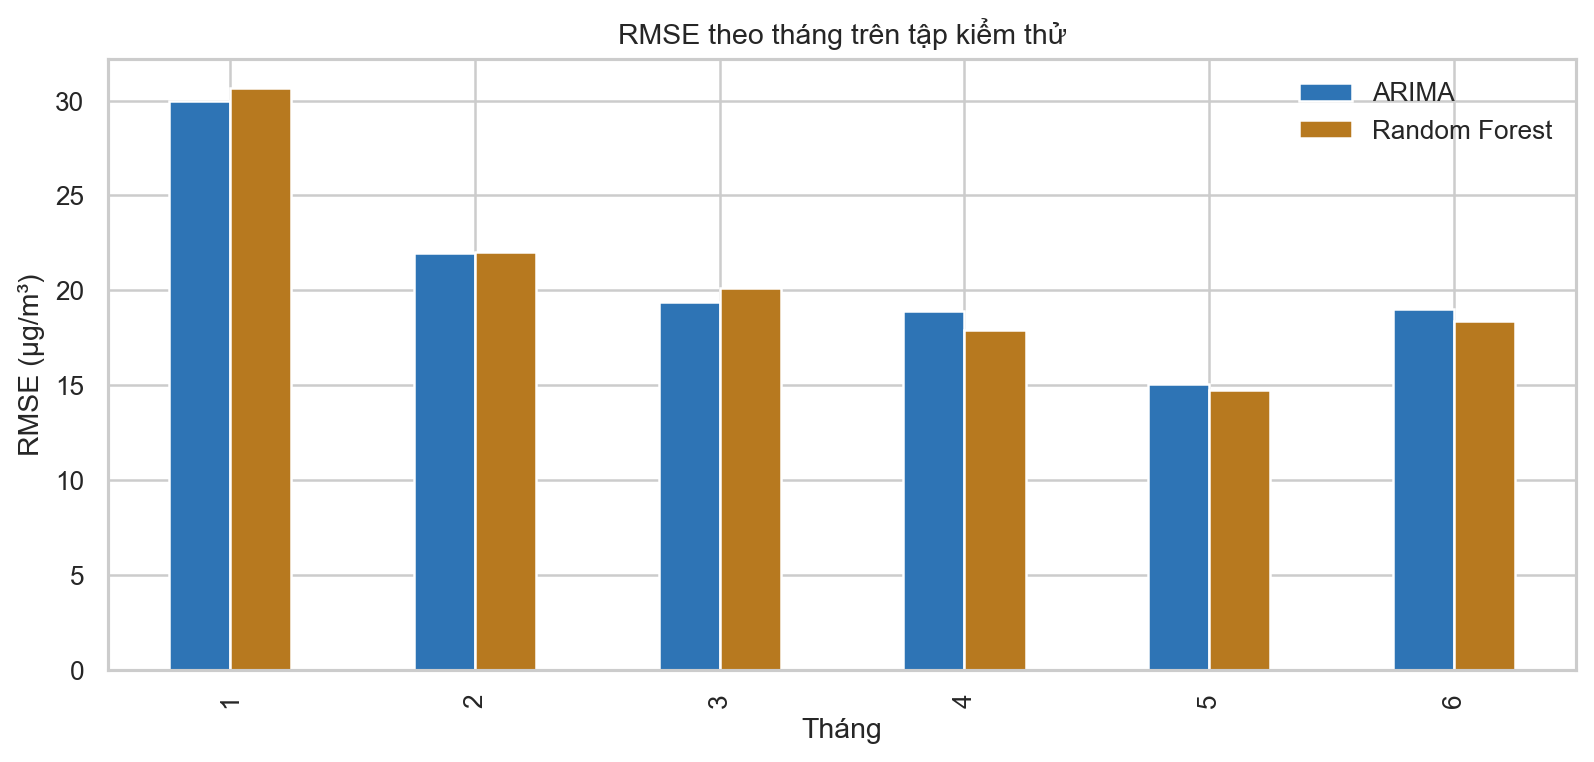 RMSE theo tháng trên tập kiểm thử
ARIMA
Random Forest
RMSE (µg/m³)
30
25
20
15
10
5
0
1
2
3
4
5
6
Tháng